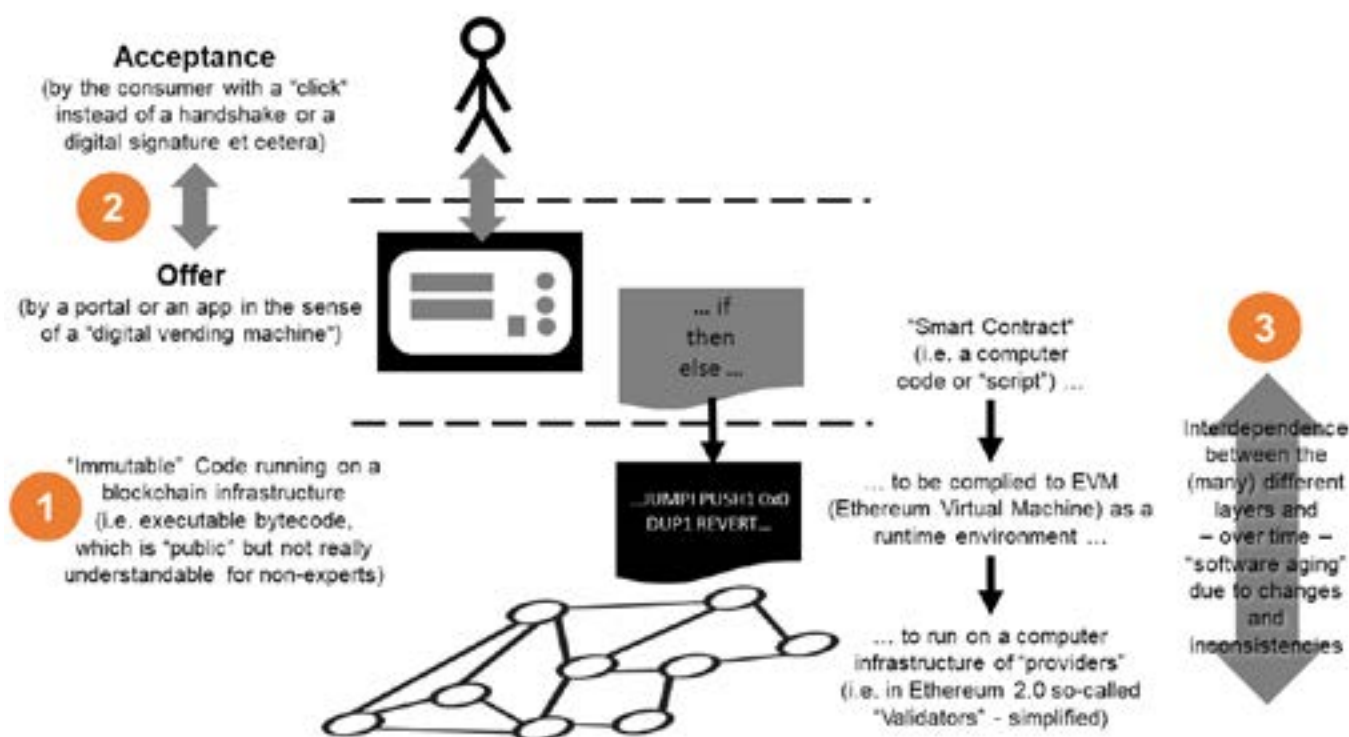 Acceptance
(by the consumer with a "click"
instead of a handshake or a
digital signature et cetera)
2
Offer
(by a portal or an app in the sense
of a "digital vending machine")
... if
then
else ...
"Smart Contract"
(i.e. a computer
code or "script") ...
3
1
"Immutable" Code running on a
blockchain infrastructure
(i.e. executable bytecode,
which is "public" but not really
understandable for non-experts)
...JUMPI PUSH1 0x0
DUP1 REVERT...
... to be complied to EVM
(Ethereum Virtual Machine) as a
runtime environment ...
... to run on a computer
infrastructure of "providers"
(i.e. in Ethereum 2.0 so-called
"Validators" - simplified)
Interdependence
between the
(many) different
layers and
– over time –
"software aging"
due to changes
and
inconsistencies